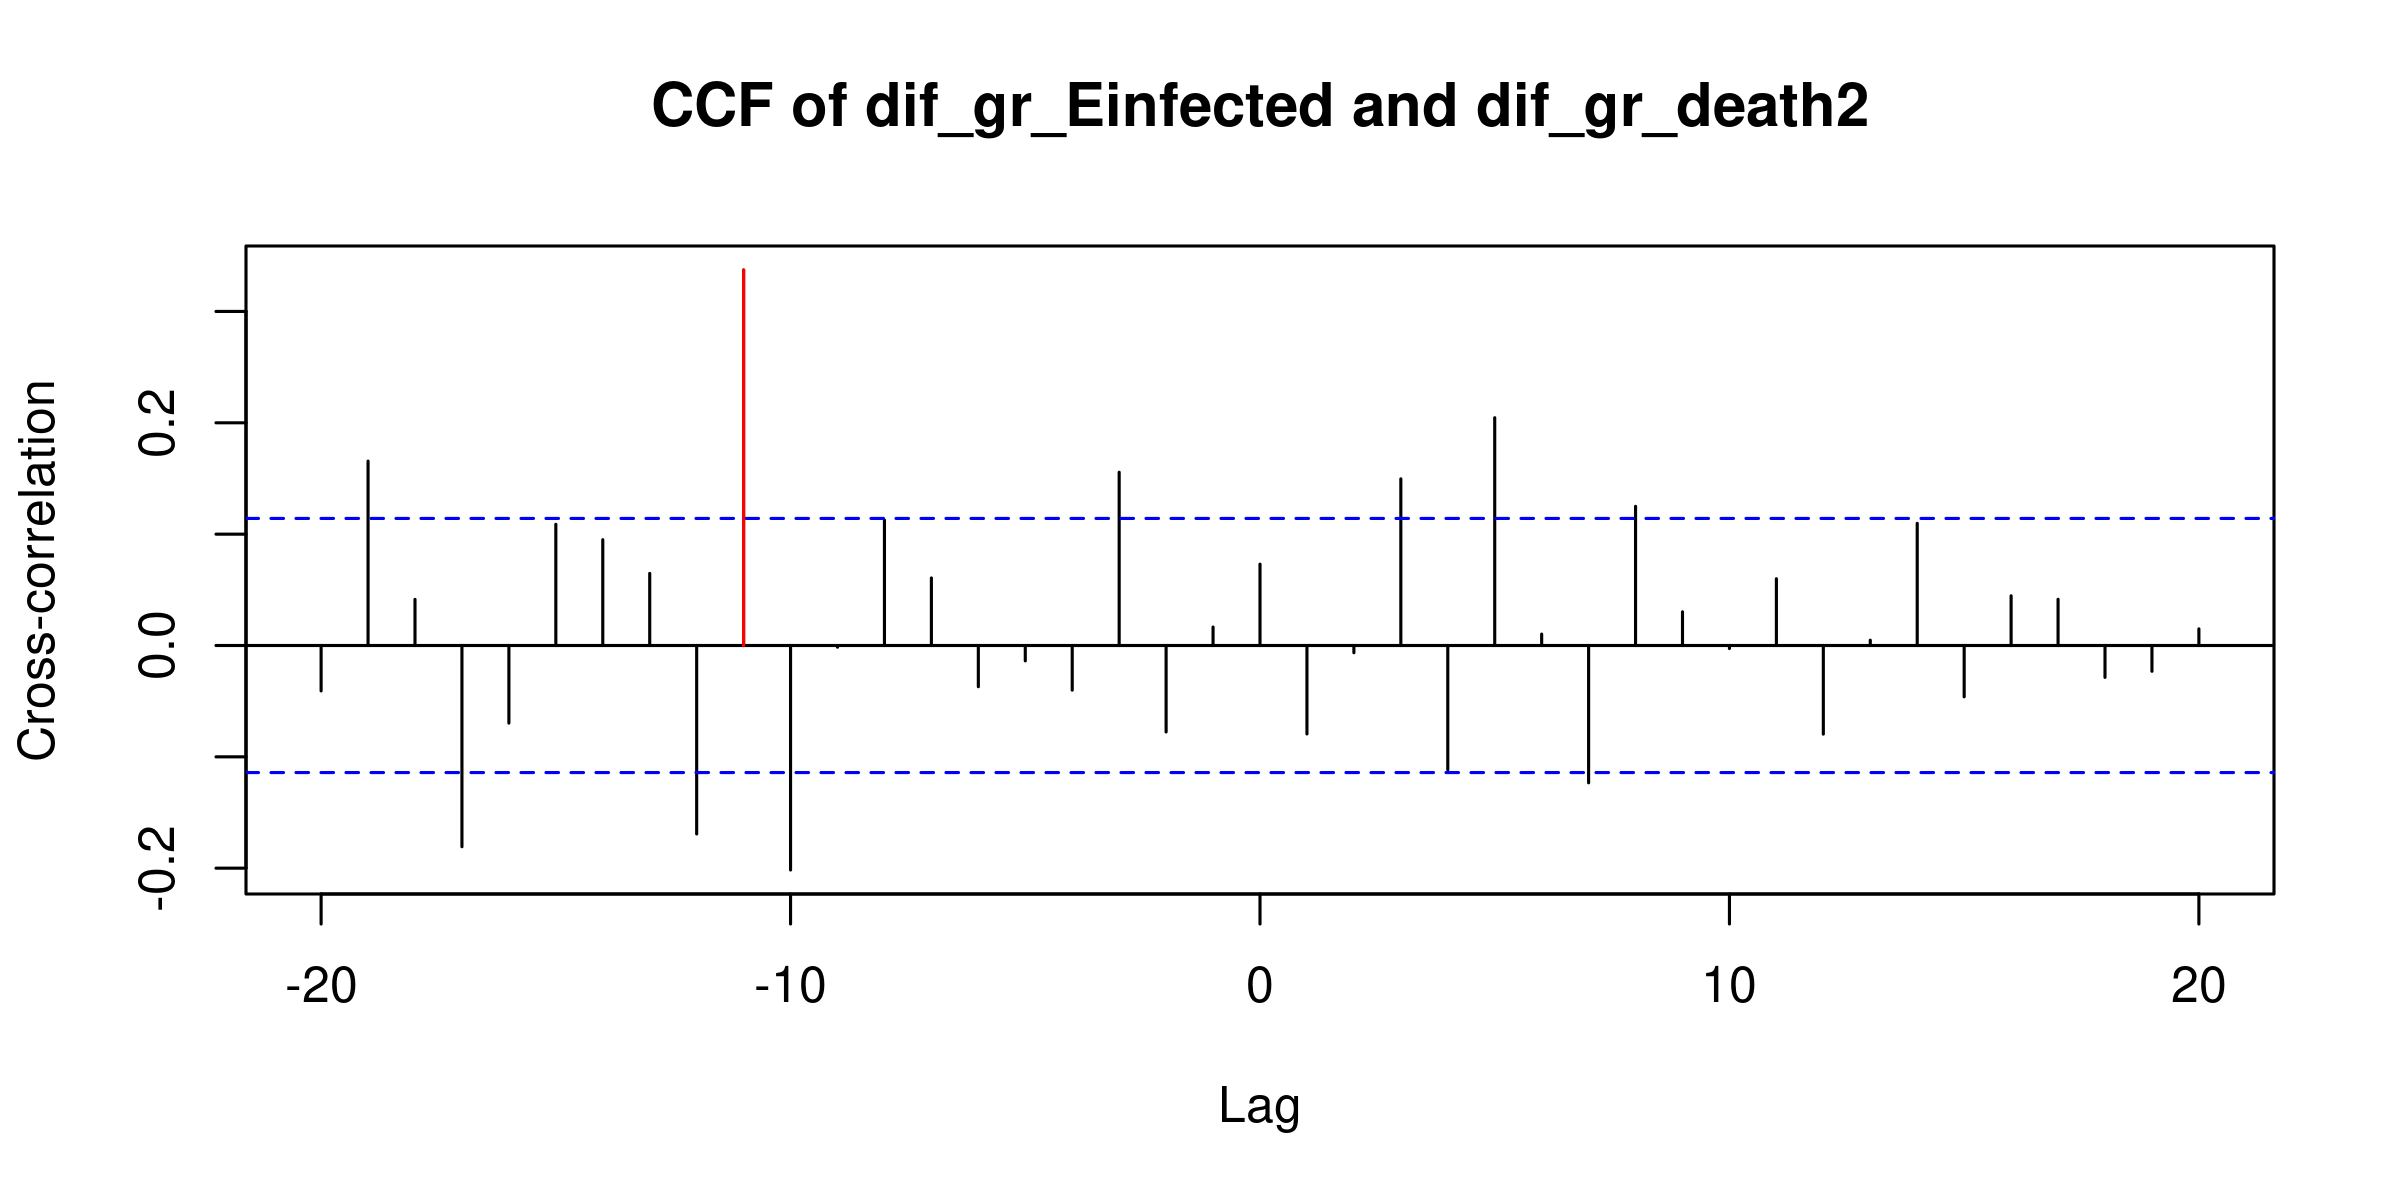 CCF of dif_gr_Einfected and dif_gr_death2
Cross-correlation
0.2
0.0
-0.2
-20 -10 0 10 20
Lag